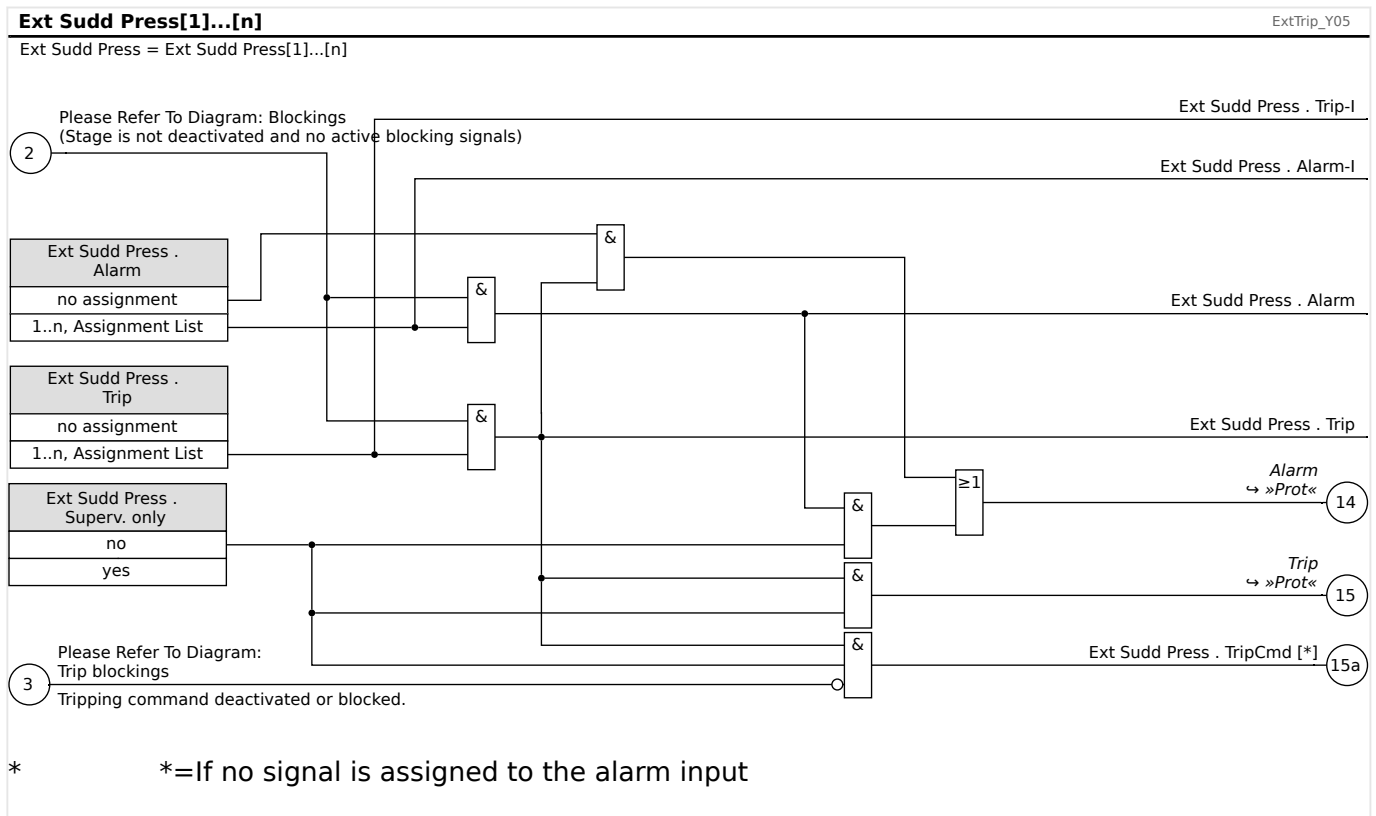 Ext Sudd Press[1]...[n]
ExtTrip_Y05
Ext Sudd Press = Ext Sudd Press[1]...[n]
Please Refer To Diagram: Blockings
(Stage is not deactivated and no active blocking signals)
2
Ext Sudd Press . Trip-I
Ext Sudd Press . Alarm-I
&
Ext Sudd Press .
Alarm
no assignment
1..n, Assignment List
&
Ext Sudd Press . Alarm
Ext Sudd Press .
Trip
no assignment
1..n, Assignment List
&
Ext Sudd Press . Trip
Ext Sudd Press .
Superv. only
no
yes
≥1
Alarm
↪ »Prot«
14
&
&
Trip
↪ »Prot«
15
&
Ext Sudd Press . TripCmd [*]
15a
Please Refer To Diagram:
Trip blockings
3
Tripping command deactivated or blocked.
* *=If no signal is assigned to the alarm input